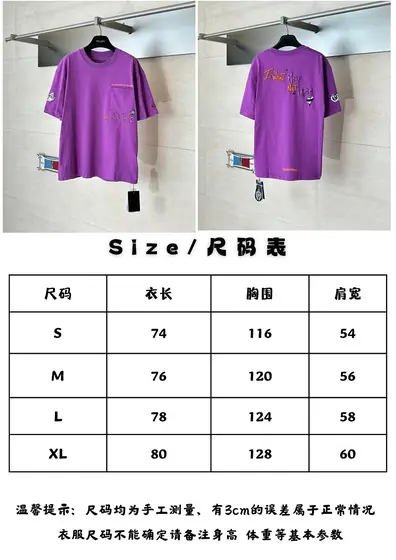 Size/尺码表
尺码 衣长 胸围 肩宽
S 74 116 54
M 76 120 56
L 78 124 58
XL 80 128 60
温馨提示：尺码均为手工测量、有3cm的误差属于正常情况
衣服尺码不能确定请备注身高 体重等基本参数